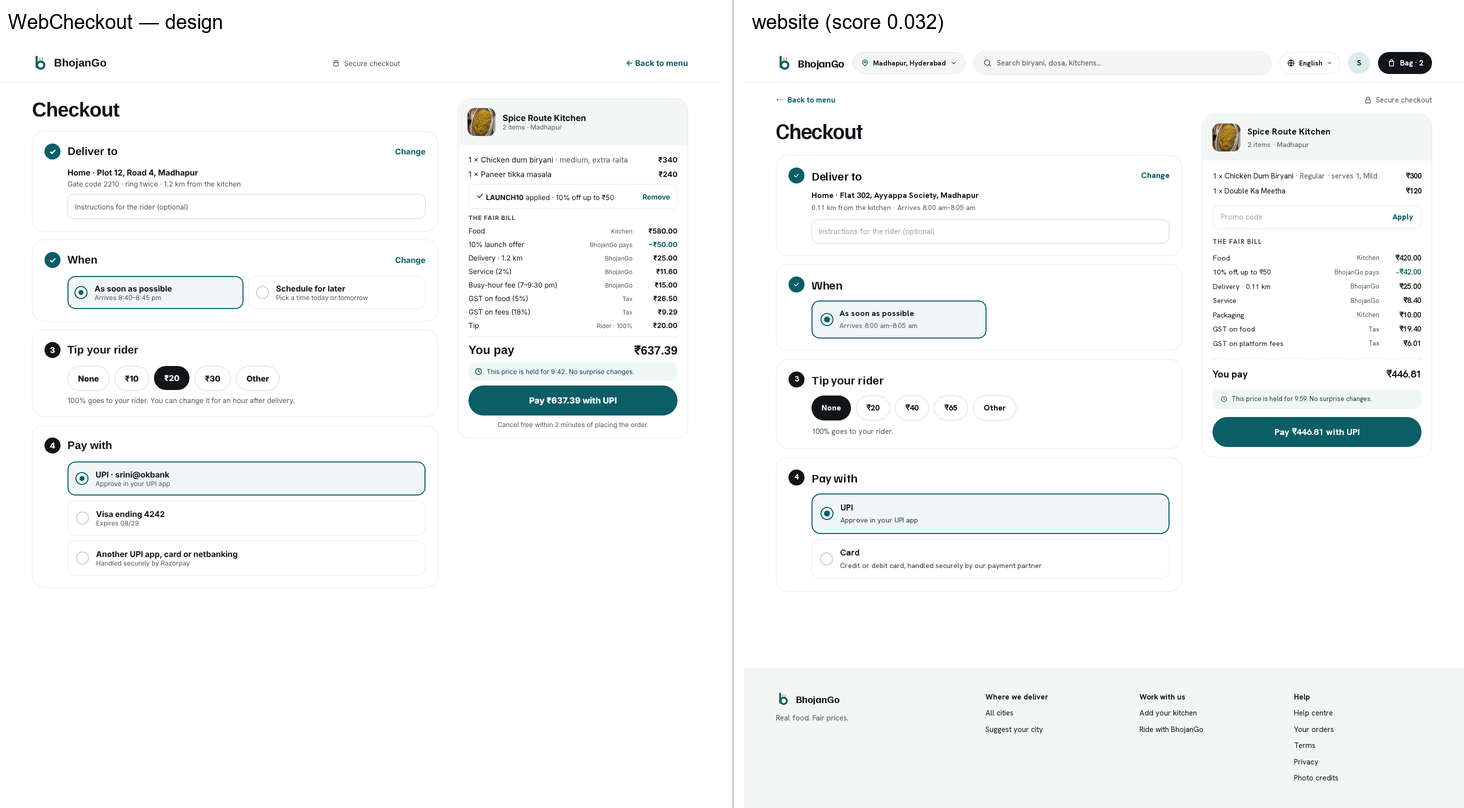 WebCheckout — design
BhojanGo
Secure checkout
← Back to menu
Checkout
Deliver to
Change
Home · Plot 12, Road 4, Madhapur
Gate code 2210 · ring twice · 1.2 km from the kitchen
Instructions for the rider (optional)
When
Change
As soon as possible
Arrives 8:40–8:45 pm
Schedule for later
Pick a time today or tomorrow
3 Tip your rider
None ₹10 ₹20 ₹30 Other
100% goes to your rider. You can change it for an hour after delivery.
4 Pay with
UPI · srini@okbank
Approve in your UPI app
Visa ending 4242
Expires 08/29
Another UPI app, card or netbanking
Handled securely by Razorpay
Spice Route Kitchen
2 items · Madhapur
1 × Chicken dum biryani · medium, extra raita ₹340
1 × Paneer tikka masala ₹240
LAUNCH10 applied · 10% off up to ₹50 Remove
THE FAIR BILL
Food Kitchen ₹580.00
10% launch offer BhojanGo pays −₹50.00
Delivery · 1.2 km BhojanGo ₹25.00
Service (2%) BhojanGo ₹11.60
Busy-hour fee (7–9:30 pm) BhojanGo ₹15.00
GST on food (5%) Tax ₹26.50
GST on fees (18%) Tax ₹9.29
Tip Rider · 100% ₹20.00
You pay ₹637.39
This price is held for 9:42. No surprise changes.
Pay ₹637.39 with UPI
Cancel free within 2 minutes of placing the order.
website (score 0.032)
BhojanGo
Madhapur, Hyderabad
Search biryani, dosa, kitchens...
English
S
Bag · 2
← Back to menu
Secure checkout
Checkout
Deliver to
Change
Home · Flat 302, Ayyappa Society, Madhapur
0.11 km from the kitchen · Arrives 8:00 am–8:05 am
Instructions for the rider (optional)
When
As soon as possible
Arrives 8:00 am–8:05 am
3 Tip your rider
None ₹20 ₹40 ₹65 Other
100% goes to your rider.
4 Pay with
UPI
Approve in your UPI app
Card
Credit or debit card, handled securely by our payment partner
Spice Route Kitchen
2 items · Madhapur
1 × Chicken Dum Biryani · Regular · serves 1, Mild ₹300
1 × Double Ka Meetha ₹120
Promo code Apply
THE FAIR BILL
Food Kitchen ₹420.00
10% off, up to ₹50 BhojanGo pays −₹42.00
Delivery · 0.11 km BhojanGo ₹25.00
Service BhojanGo ₹8.40
Packaging Kitchen ₹10.00
GST on food Tax ₹19.40
GST on platform fees Tax ₹6.01
You pay ₹446.81
This price is held for 9:59. No surprise changes.
Pay ₹446.81 with UPI
BhojanGo
Real food. Fair prices.
Where we deliver
All cities
Suggest your city
Work with us
Add your kitchen
Ride with BhojanGo
Help
Help centre
Your orders
Terms
Privacy
Photo credits